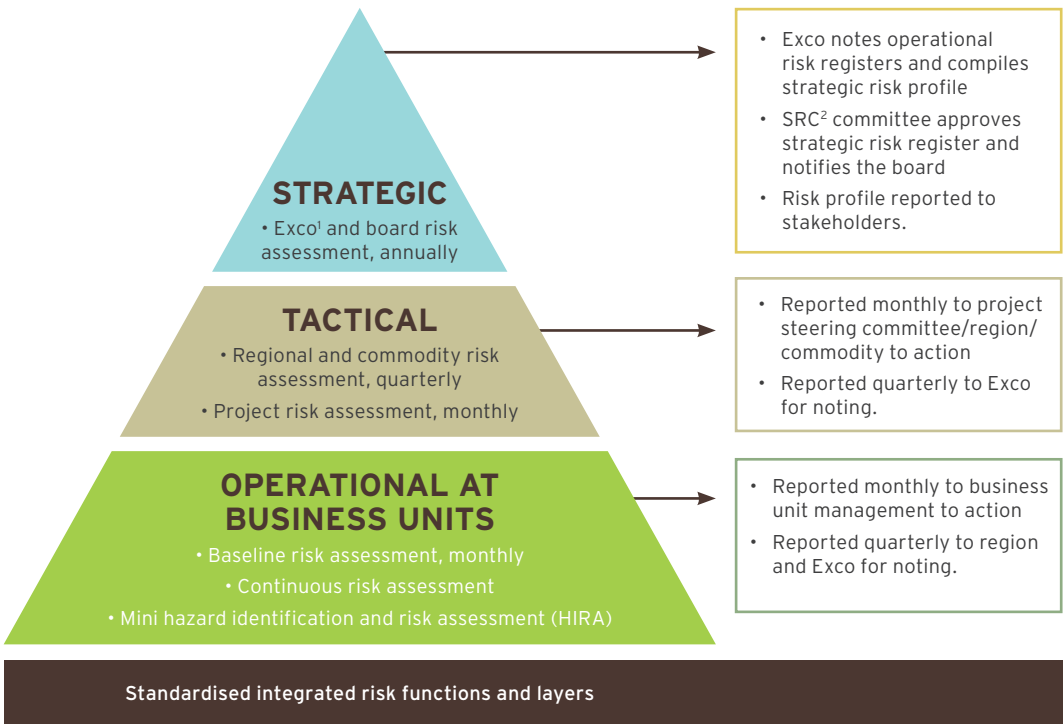 STRATEGIC
• Exco¹ and board risk
assessment, annually
• Exco notes operational
risk registers and compiles
strategic risk profile
• SRC² committee approves
strategic risk register and
notifies the board
• Risk profile reported to
stakeholders.
TACTICAL
• Regional and commodity risk
assessment, quarterly
• Project risk assessment, monthly
• Reported monthly to project
steering committee/region/
commodity to action
• Reported quarterly to Exco
for noting.
OPERATIONAL AT
BUSINESS UNITS
• Baseline risk assessment, monthly
• Continuous risk assessment
• Mini hazard identification and risk assessment (HIRA)
• Reported monthly to business
unit management to action
• Reported quarterly to region
and Exco for noting.
Standardised integrated risk functions and layers